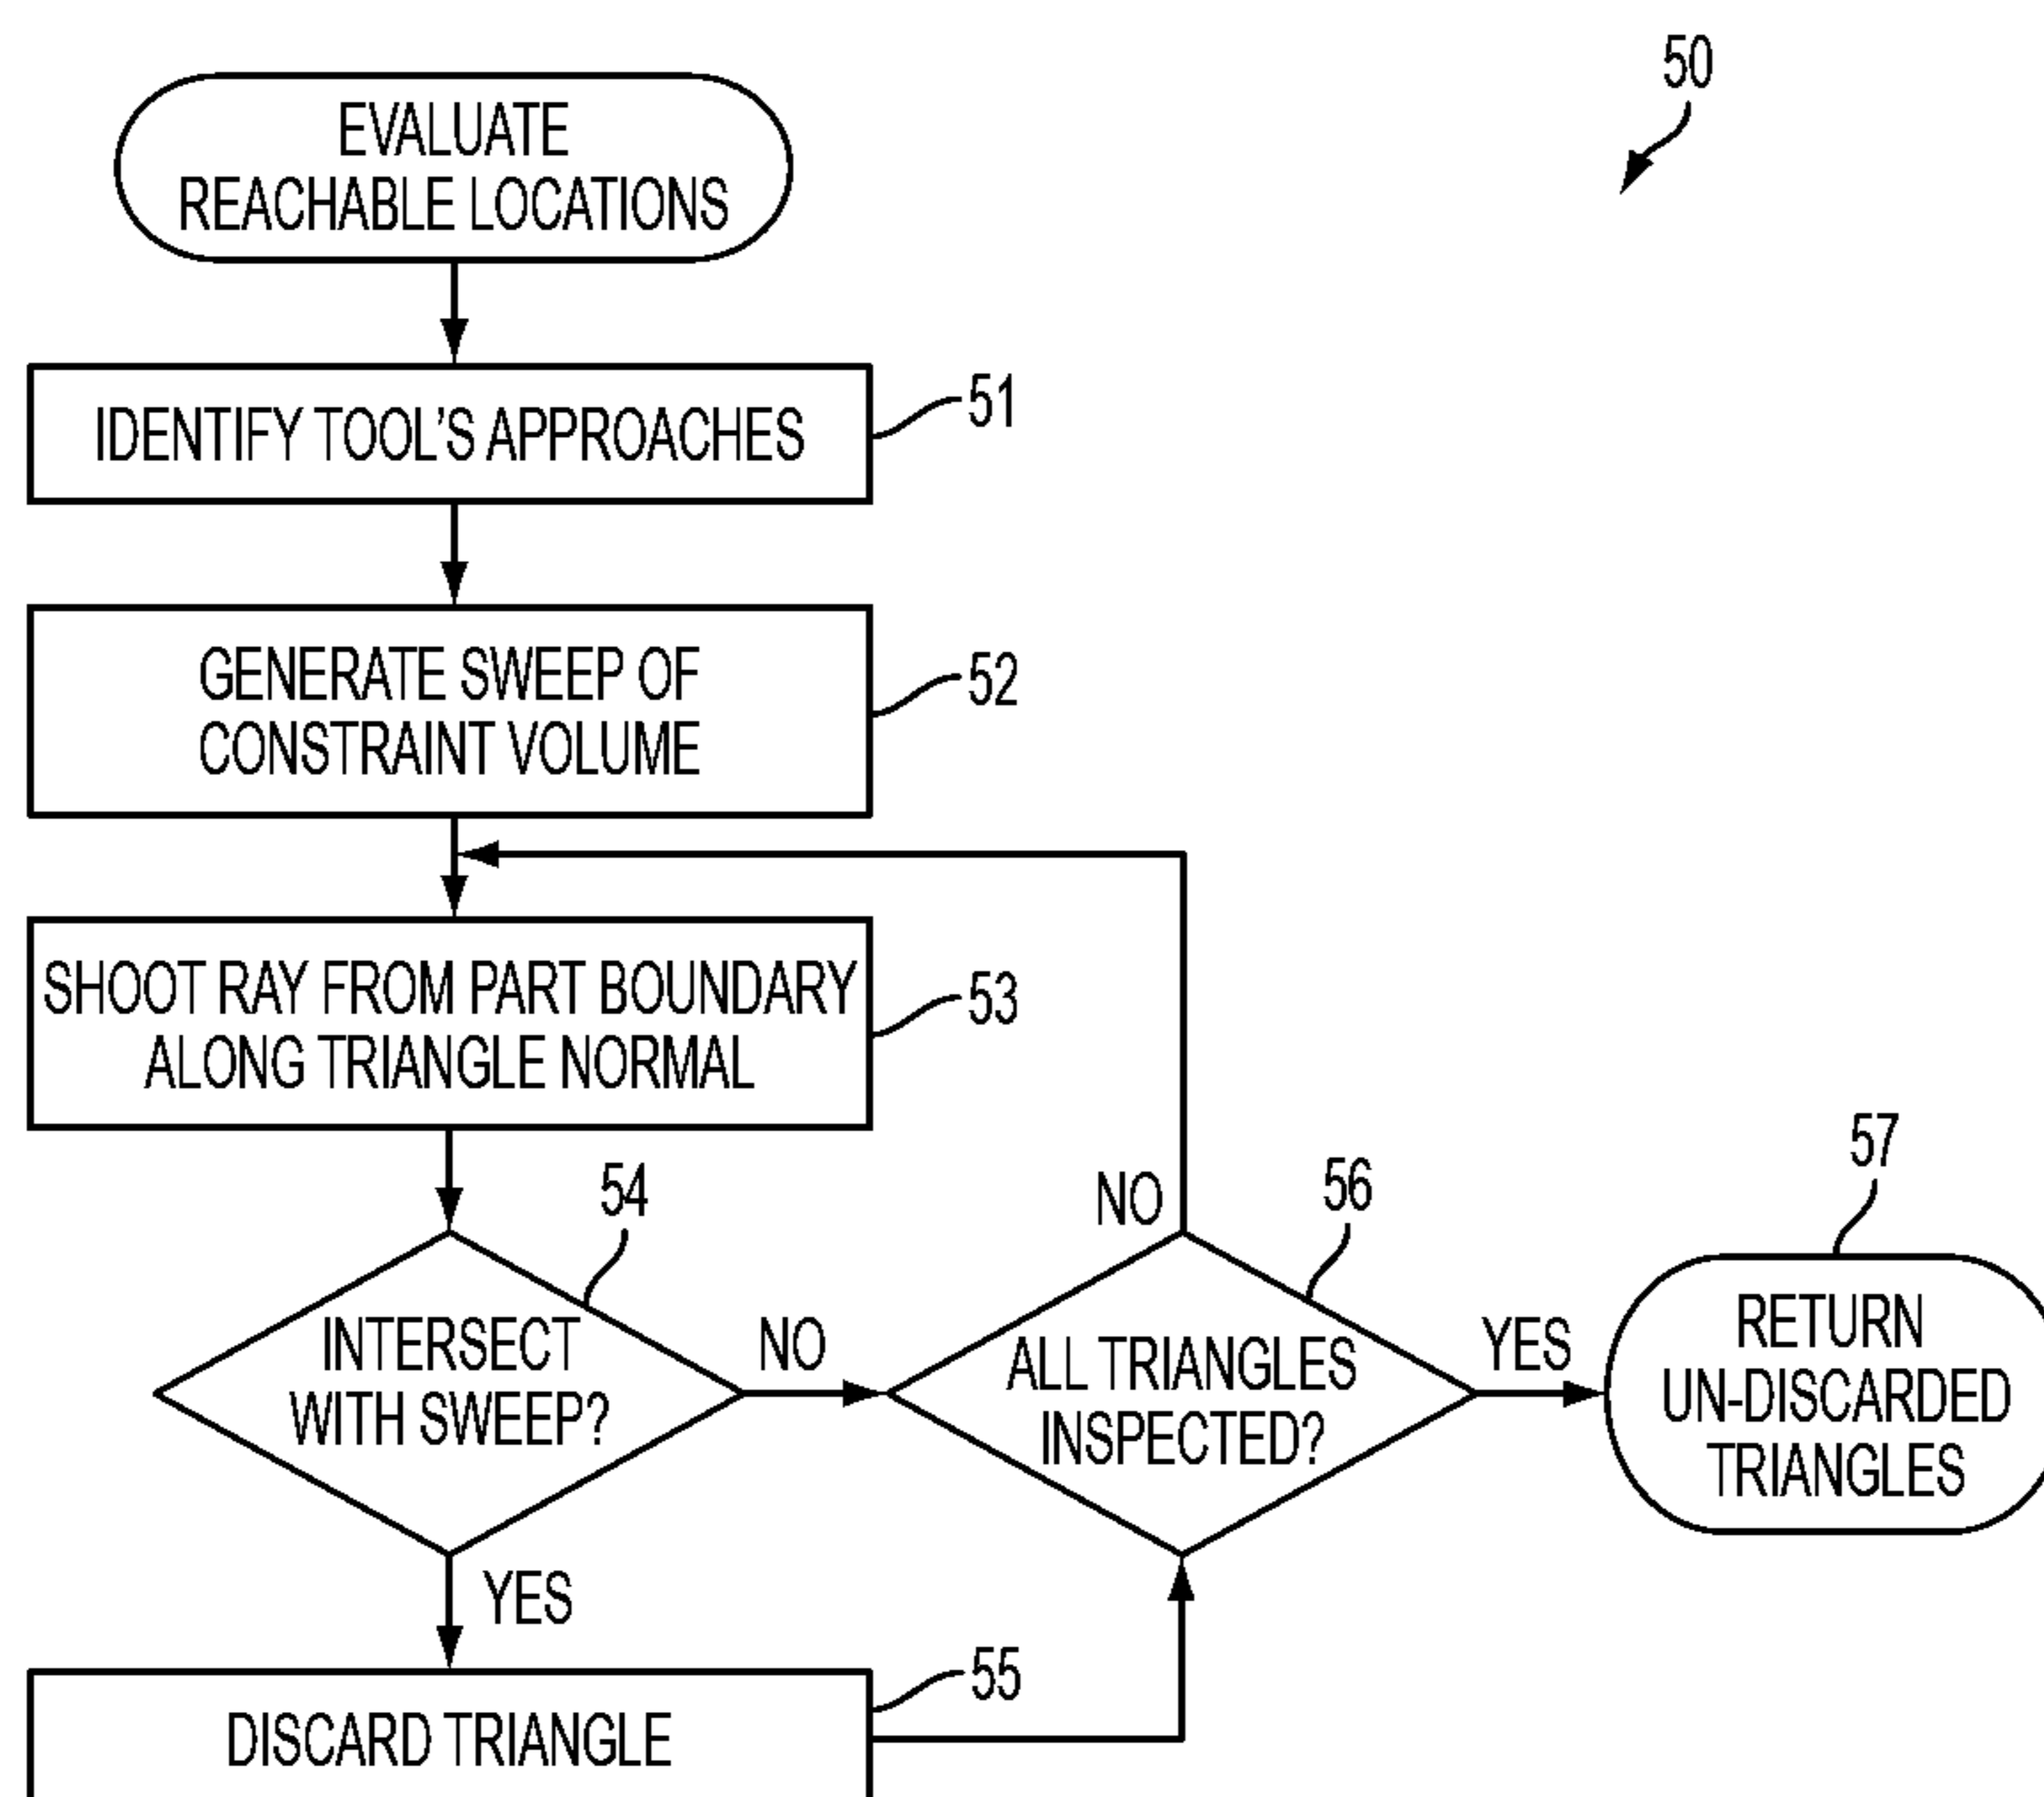 50
EVALUATE
REACHABLE LOCATIONS
IDENTIFY TOOL'S APPROACHES
51
GENERATE SWEEP OF
CONSTRAINT VOLUME
52
SHOOT RAY FROM PART BOUNDARY
ALONG TRIANGLE NORMAL
53
54
INTERSECT
WITH SWEEP?
NO
YES
DISCARD TRIANGLE
55
56
ALL TRIANGLES
INSPECTED?
NO
YES
57
RETURN
UN-DISCARDED
TRIANGLES